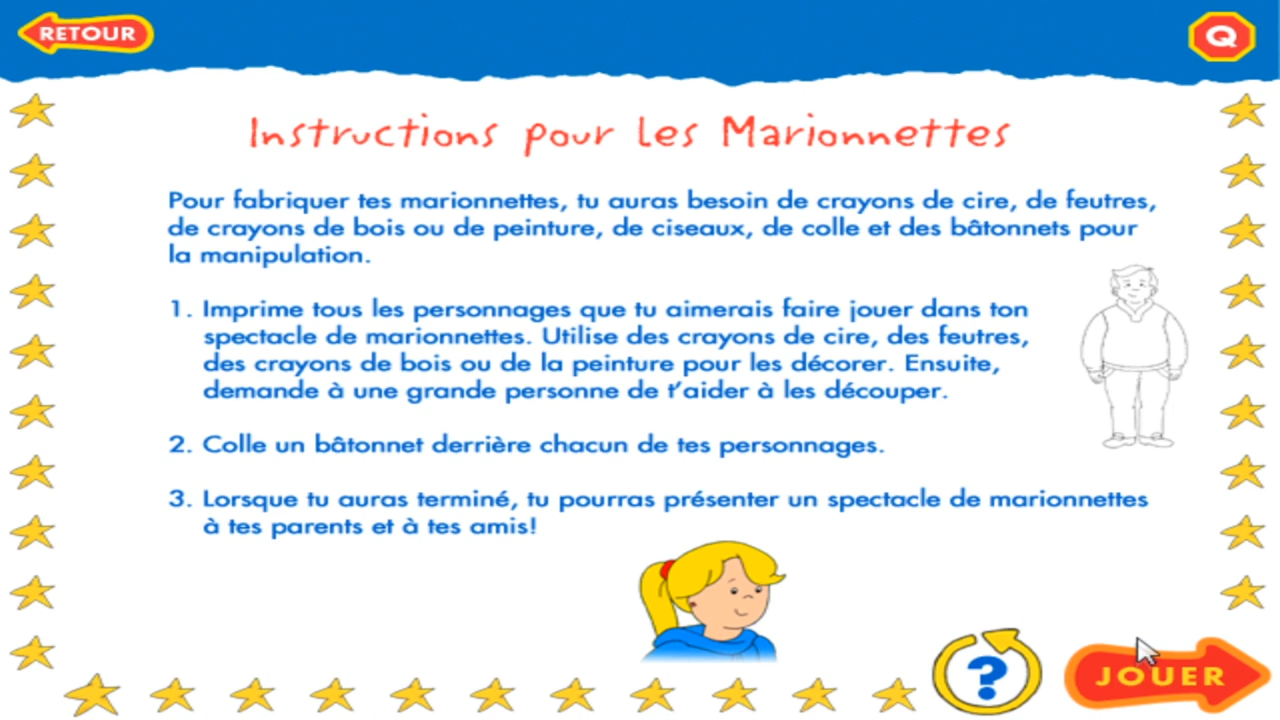 RETOUR
Q
Instructions pour les Marionnettes
Pour fabriquer tes marionnettes, tu auras besoin de crayons de cire, de feutres,
de crayons de bois ou de peinture, de ciseaux, de colle et des bâtonnets pour
la manipulation.
1. Imprime tous les personnages que tu aimerais faire jouer dans ton
spectacle de marionnettes. Utilise des crayons de cire, des feutres,
des crayons de bois ou de la peinture pour les décorer. Ensuite,
demande à une grande personne de t'aider à les découper.
2. Colle un bâtonnet derrière chacun de tes personnages.
3. Lorsque tu auras terminé, tu pourras présenter un spectacle de marionnettes
à tes parents et à tes amis!
?
JOUER